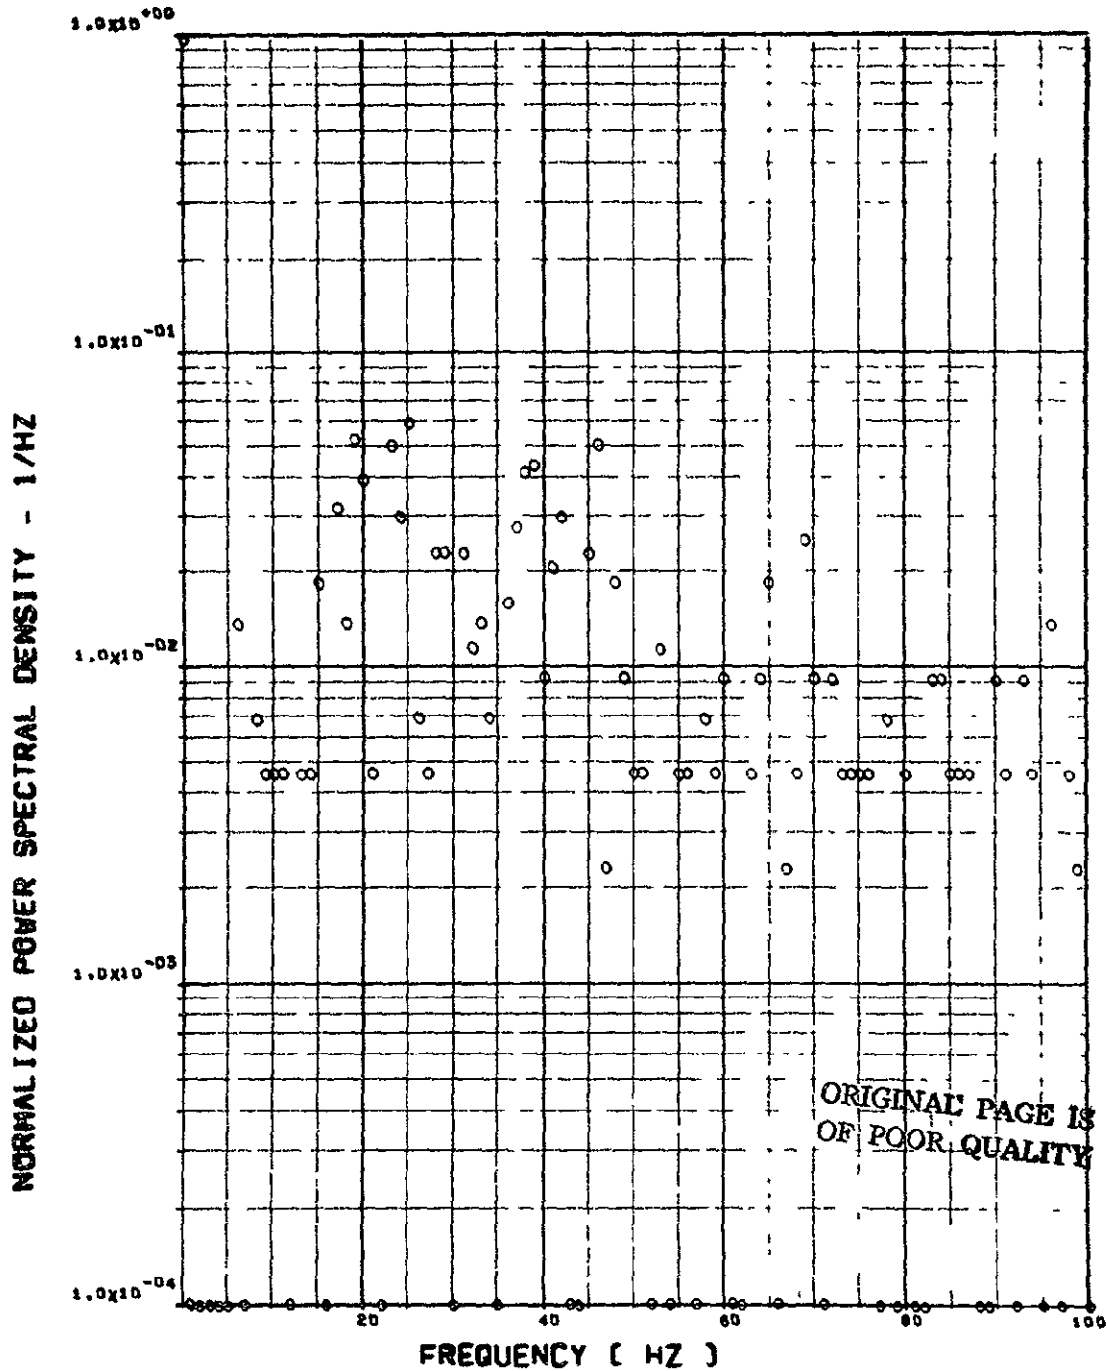 1.0X10+00
1.0X10-01
1.0X10-02
1.0X10-03
1.0X10-04
NORMALIZED POWER SPECTRAL DENSITY - 1/HZ
ORIGINAL PAGE IS
OF POOR QUALITY
20 40 60 80 100
FREQUENCY ( HZ )